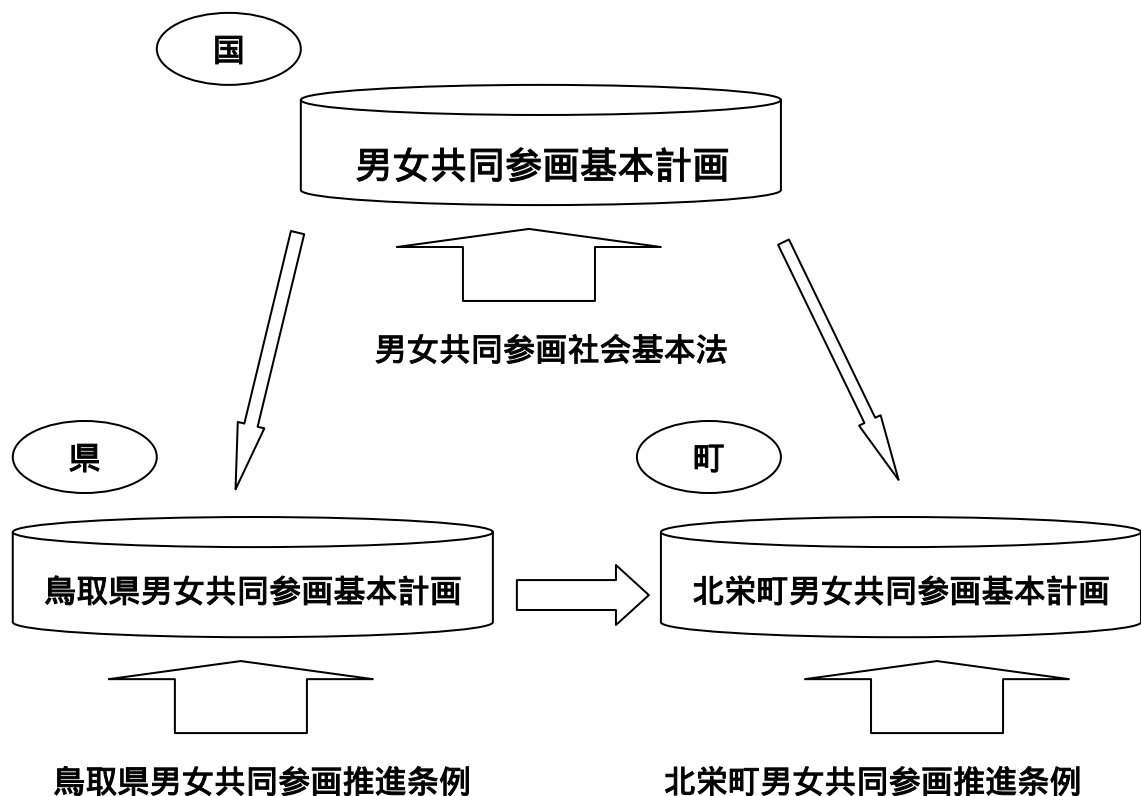 国
男女共同参画基本計画
男女共同参画社会基本法
県
町
鳥取県男女共同参画基本計画
北栄町男女共同参画基本計画
鳥取県男女共同参画推進条例
北栄町男女共同参画推進条例